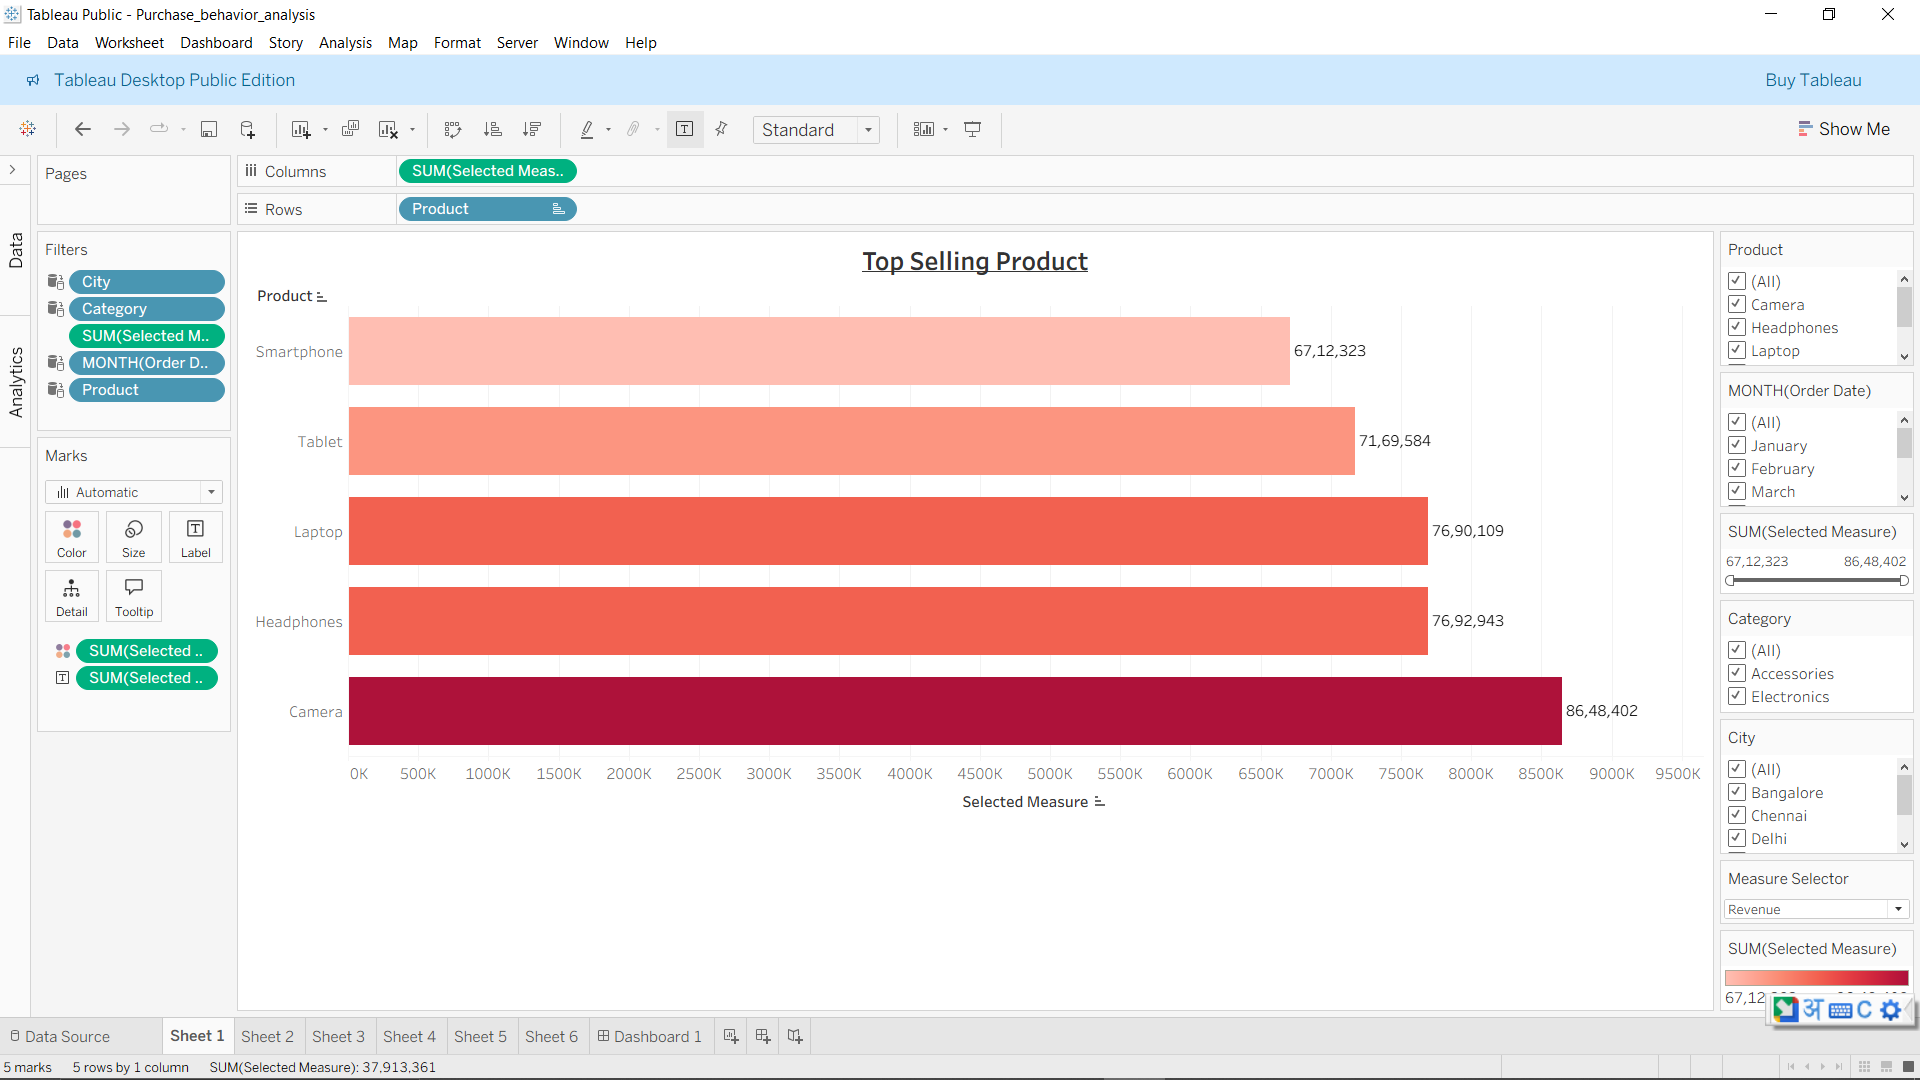 Tableau Public - Purchase_behavior_analysis
File Data Worksheet Dashboard Story Analysis Map Format Server Window Help
Tableau Desktop Public Edition
Buy Tableau
Standard
Show Me
Data
Analytics
Pages
Columns
SUM(Selected Meas..
Rows
Product
Filters
City
Category
SUM(Selected M..
MONTH(Order D..
Product
Marks
Automatic
Color
Size
Label
Detail
Tooltip
SUM(Selected ..
SUM(Selected ..
Top Selling Product
Product
Smartphone 67,12,323
Tablet 71,69,584
Laptop 76,90,109
Headphones 76,92,943
Camera 86,48,402
0K 500K 1000K 1500K 2000K 2500K 3000K 3500K 4000K 4500K 5000K 5500K 6000K 6500K 7000K 7500K 8000K 8500K 9000K 9500K
Selected Measure
Product
(All)
Camera
Headphones
Laptop
MONTH(Order Date)
(All)
January
February
March
SUM(Selected Measure)
67,12,323 86,48,402
Category
(All)
Accessories
Electronics
City
(All)
Bangalore
Chennai
Delhi
Measure Selector
Revenue
SUM(Selected Measure)
अ C
Data Source Sheet 1 Sheet 2 Sheet 3 Sheet 4 Sheet 5 Sheet 6 Dashboard 1
5 marks 5 rows by 1 column SUM(Selected Measure): 37,913,361